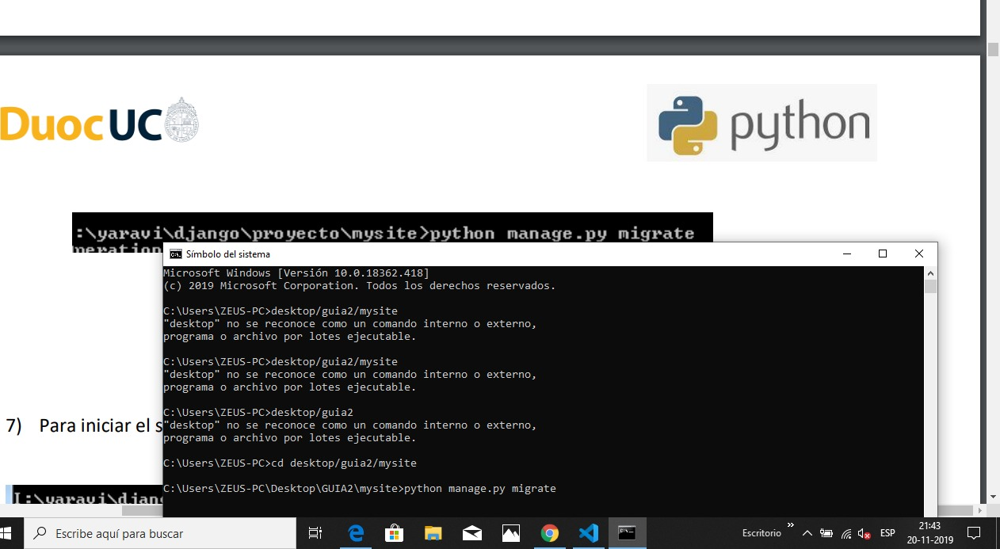 Duoc UC
python
:\yaravi\django\proyecto\mysite>python manage.py migrate
Símbolo del sistema
Microsoft Windows [Versión 10.0.18362.418]
(c) 2019 Microsoft Corporation. Todos los derechos reservados.
C:\Users\ZEUS-PC>desktop/guia2/mysite
"desktop" no se reconoce como un comando interno o externo,
programa o archivo por lotes ejecutable.
C:\Users\ZEUS-PC>desktop/guia2/mysite
"desktop" no se reconoce como un comando interno o externo,
programa o archivo por lotes ejecutable.
C:\Users\ZEUS-PC>desktop/guia2
"desktop" no se reconoce como un comando interno o externo,
programa o archivo por lotes ejecutable.
C:\Users\ZEUS-PC>cd desktop/guia2/mysite
C:\Users\ZEUS-PC\Desktop\GUIA2\mysite>python manage.py migrate
7) Para iniciar el s
Escribe aquí para buscar
Escritorio
ESP
21:43
20-11-2019